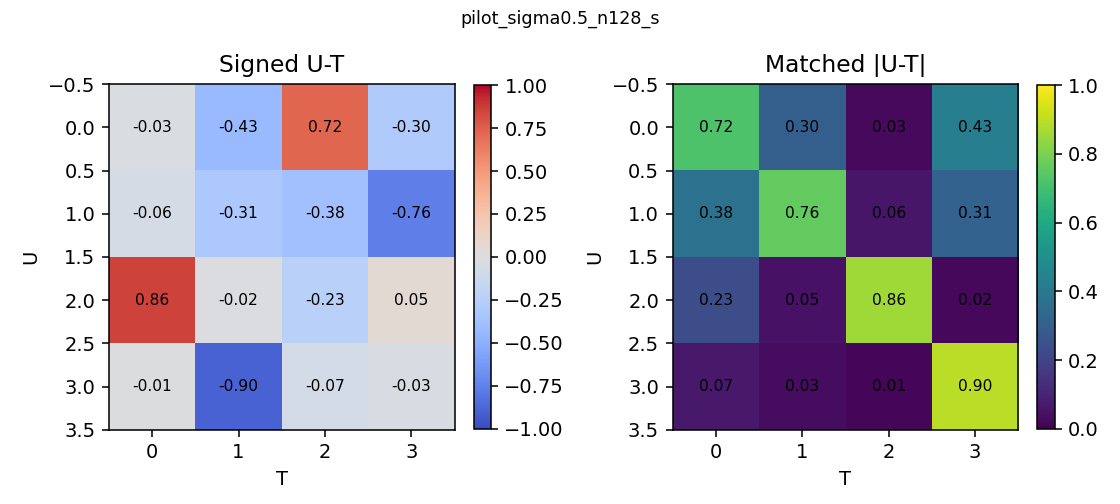 pilot_sigma0.5_n128_s
Signed U-T
−0.5
0.0
0.5
1.0
1.5
2.0
2.5
3.0
3.5
U
-0.03 -0.43 0.72 -0.30
-0.06 -0.31 -0.38 -0.76
0.86 -0.02 -0.23 0.05
-0.01 -0.90 -0.07 -0.03
0 1 2 3
T
1.00
0.75
0.50
0.25
0.00
−0.25
−0.50
−0.75
−1.00
Matched |U-T|
−0.5
0.0
0.5
1.0
1.5
2.0
2.5
3.0
3.5
U
0.72 0.30 0.03 0.43
0.38 0.76 0.06 0.31
0.23 0.05 0.86 0.02
0.07 0.03 0.01 0.90
0 1 2 3
T
1.0
0.8
0.6
0.4
0.2
0.0